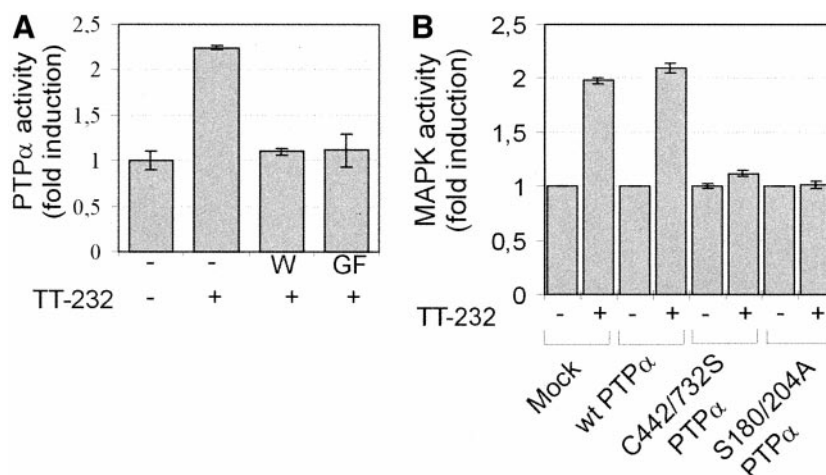 A
PTPα activity
(fold induction)
2,5
2
1,5
1
0,5
0
- - W GF
TT-232 - + + +
B
MAPK activity
(fold induction)
2,5
2
1,5
1
0,5
0
TT-232 - + - + - + - +
Mock
wt PTPα
C442/732S
PTPα
S180/204A
PTPα